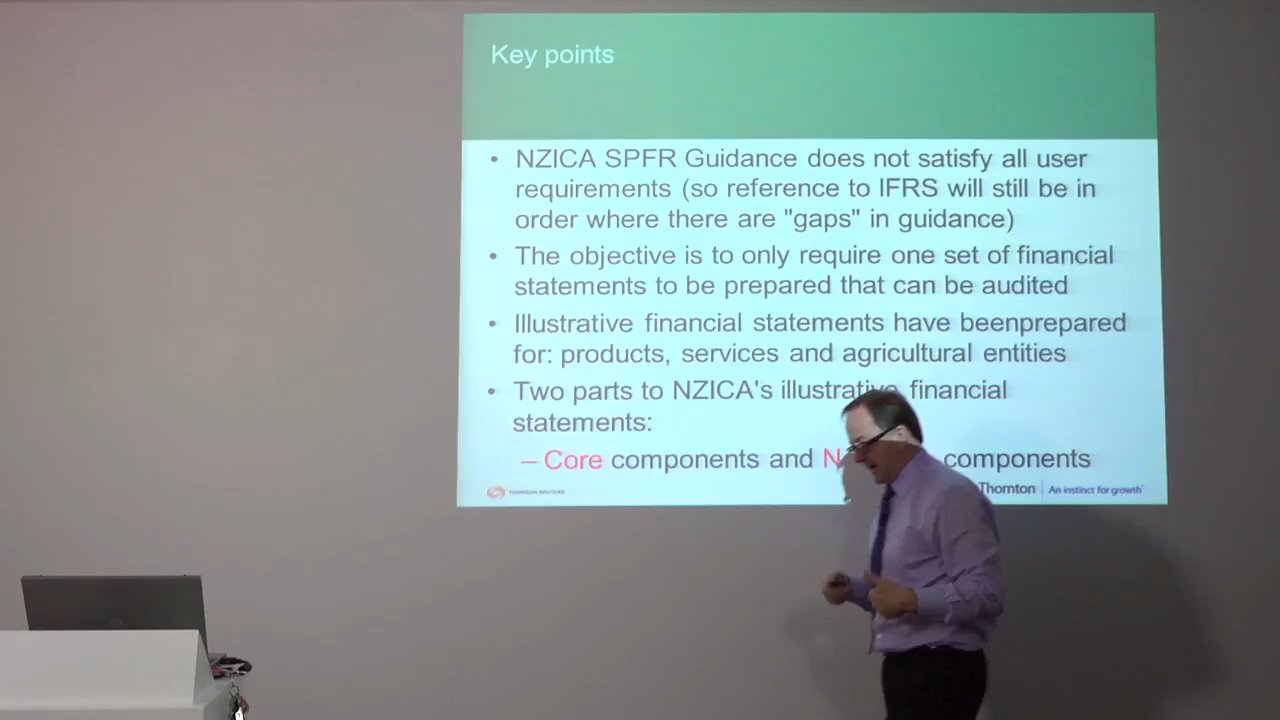 Key points
• NZICA SPFR Guidance does not satisfy all user
requirements (so reference to IFRS will still be in
order where there are "gaps" in guidance)
• The objective is to only require one set of financial
statements to be prepared that can be audited
• Illustrative financial statements have beenprepared
for: products, services and agricultural entities
• Two parts to NZICA's illustrative financial
statements:
– Core components and components
THOMSON REUTERS
Thornton An instinct for growth